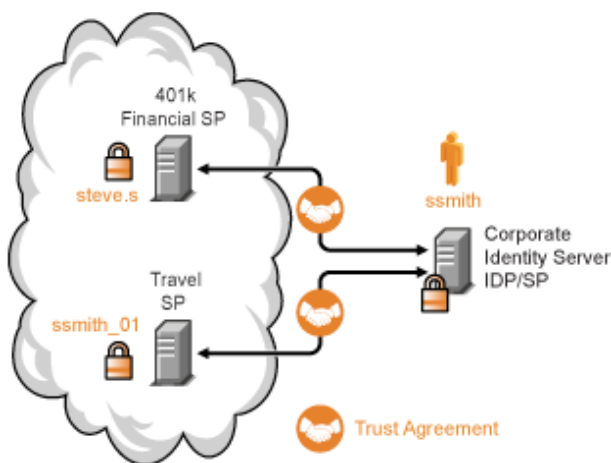 401k
Financial SP
steve.s
ssmith
Corporate
Identity Server
IDP/SP
Travel
SP
ssmith_01
Trust Agreement